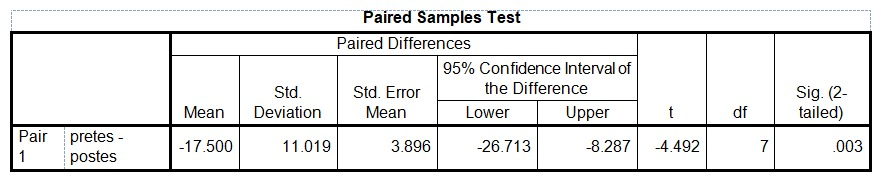 Paired Samples Test
Paired Differences
95% Confidence Interval of
the Difference
Mean Std. Deviation Std. Error Mean Lower Upper t df Sig. (2-
tailed)
Pair 1 pretes - postes -17.500 11.019 3.896 -26.713 -8.287 -4.492 7 .003